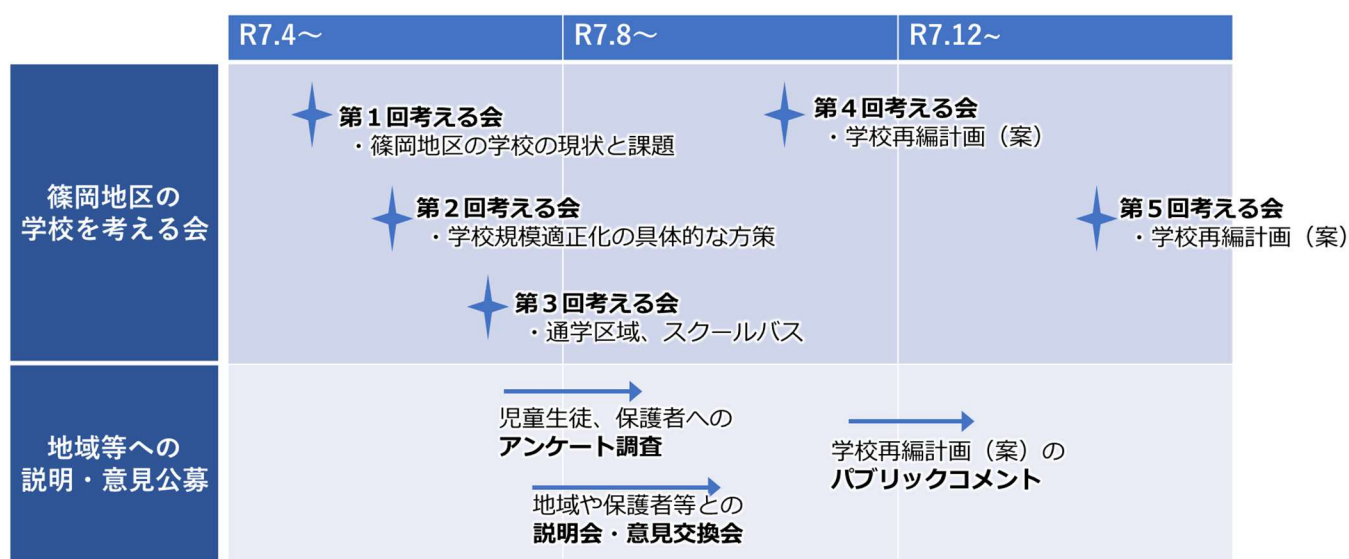 R7.4～
R7.8～
R7.12~
篠岡地区の
学校を考える会
第１回考える会
・篠岡地区の学校の現状と課題
第２回考える会
・学校規模適正化の具体的な方策
第３回考える会
・通学区域、スクールバス
第４回考える会
・学校再編計画（案）
第５回考える会
・学校再編計画（案）
地域等への
説明・意見公募
児童生徒、保護者への
アンケート調査
地域や保護者等との
説明会・意見交換会
学校再編計画（案）の
パブリックコメント